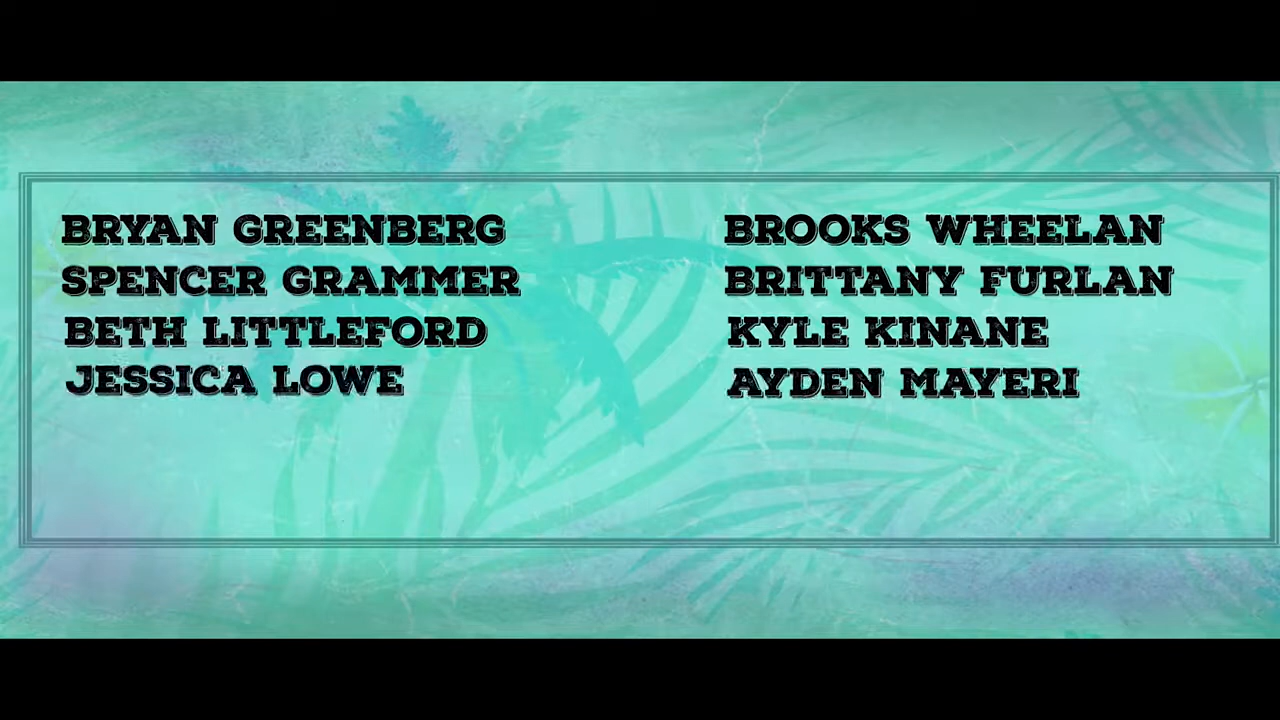 BRYAN GREENBERG
SPENCER GRAMMER
BETH LITTLEFORD
JESSICA LOWE
BROOKS WHEELAN
BRITTANY FURLAN
KYLE KINANE
AYDEN MAYERI